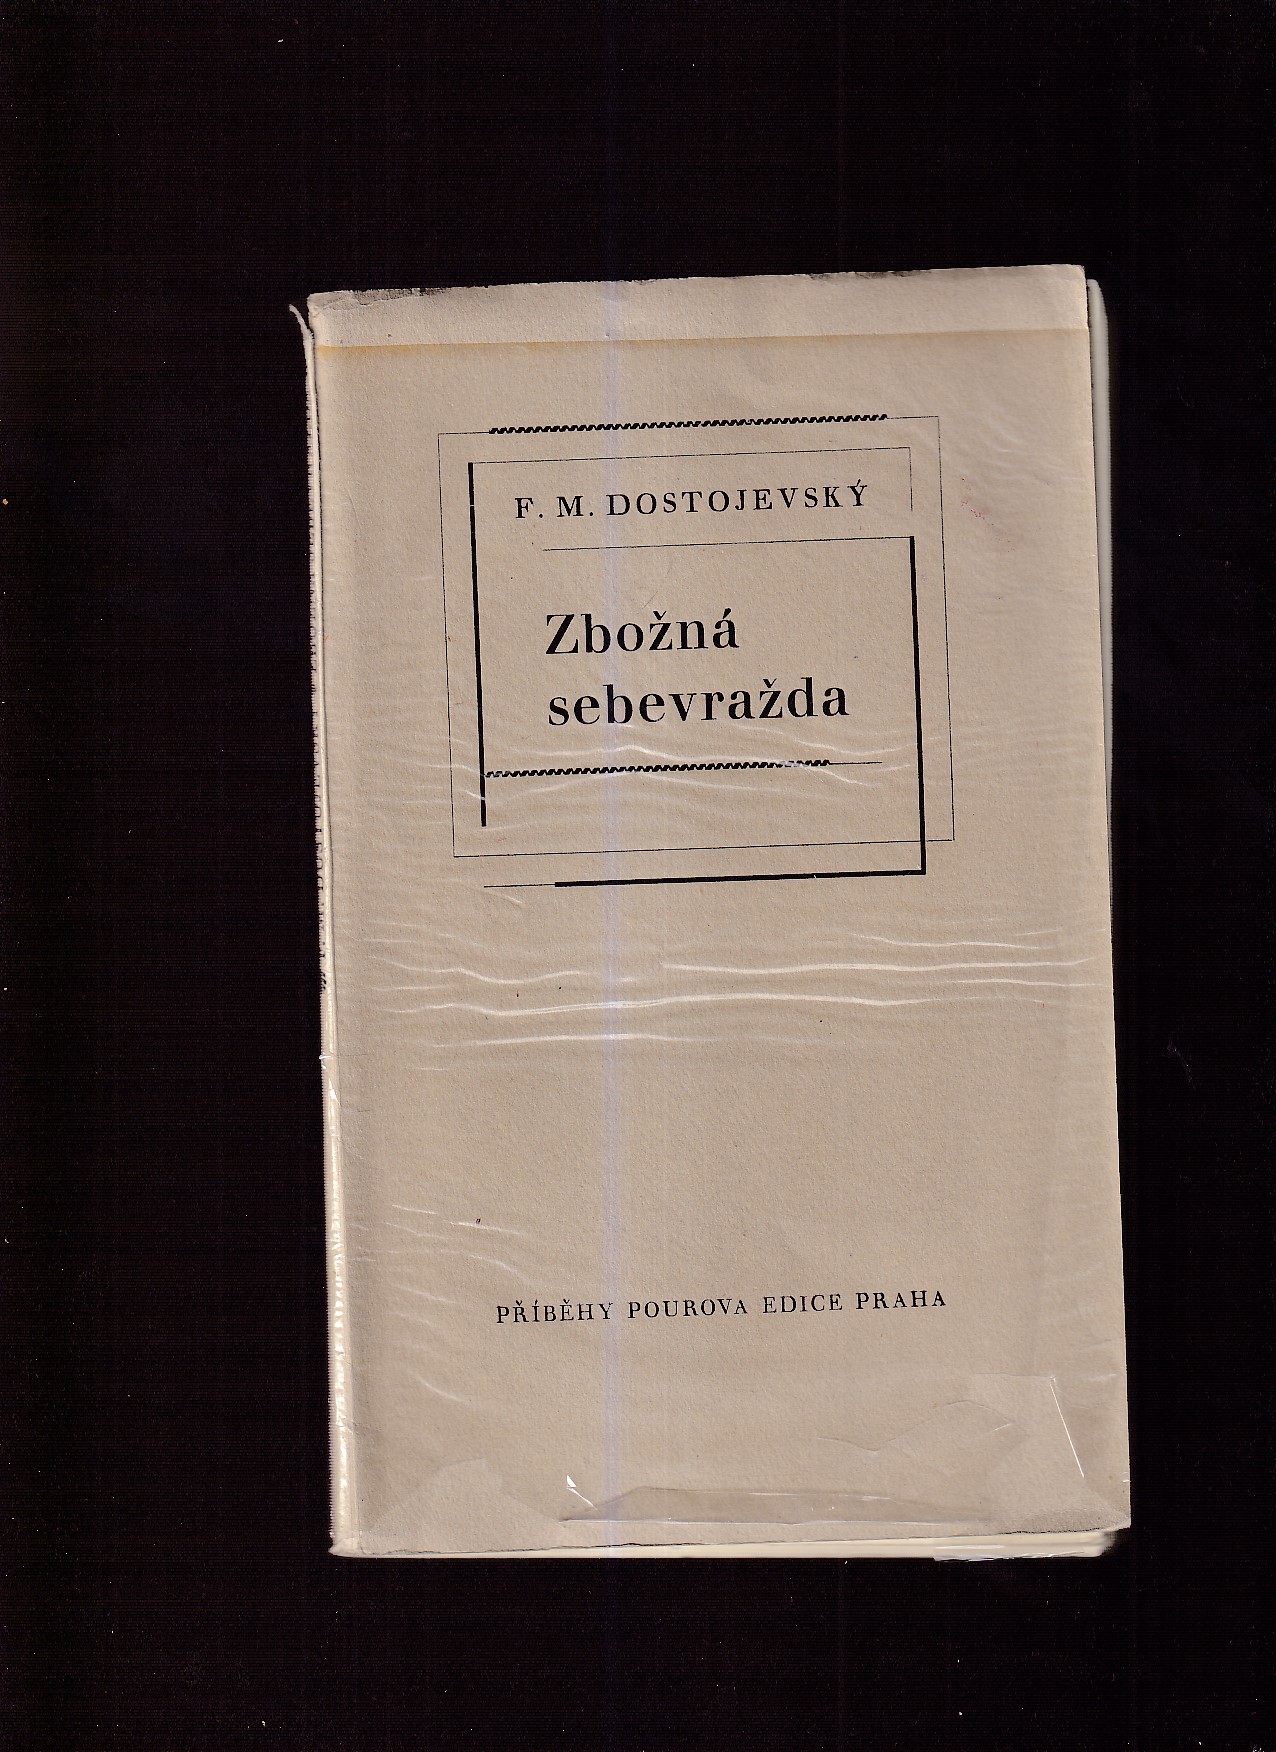 F. M. DOSTOJEVSKÝ
Zbožná
sebevražda
PŘÍBĚHY POUROVA EDICE PRAHA